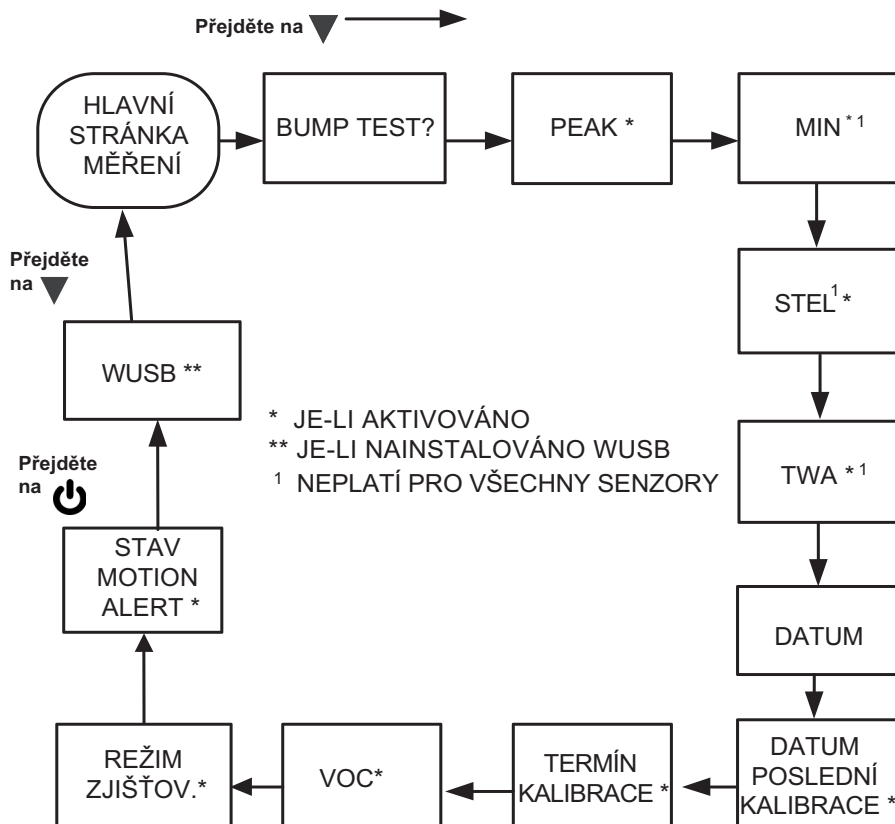 Přejděte na
HLAVNÍ
STRÁNKA
MĚŘENÍ
BUMP TEST?
PEAK *
MIN * 1
STEL 1 *
TWA * 1
DATUM
DATUM
POSLEDNÍ
KALIBRACE *
TERMÍN
KALIBRACE *
VOC*
REŽIM
ZJIŠŤOV.*
STAV
MOTION
ALERT *
Přejděte
na
WUSB **
Přejděte
na
* JE-LI AKTIVOVÁNO
** JE-LI NAINSTALOVÁNO WUSB
1 NEPLATÍ PRO VŠECHNY SENZORY